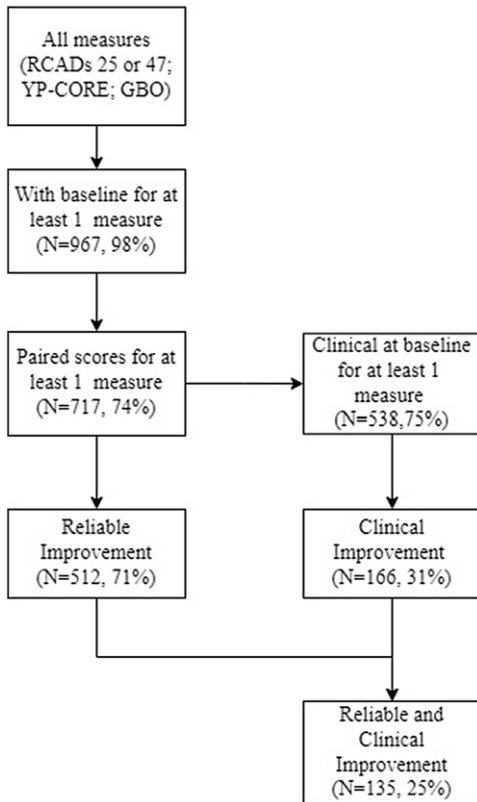 All measures
(RCADs 25 or 47;
YP-CORE; GBO)
With baseline for at
least 1 measure
(N=967, 98%)
Paired scores for at
least 1 measure
(N=717, 74%)
Clinical at baseline
for at least 1
measure
(N=538,75%)
Reliable
Improvement
(N=512, 71%)
Clinical
Improvement
(N=166, 31%)
Reliable and
Clinical
Improvement
(N=135, 25%)